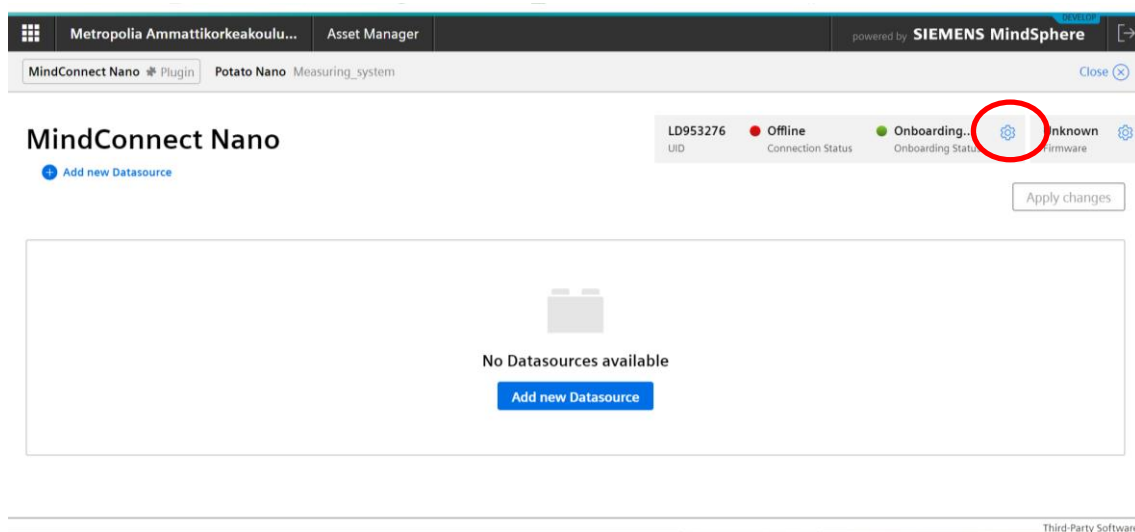 DEVELOP
Metropolia Ammattikorkeakoulu... Asset Manager powered by SIEMENS MindSphere
MindConnect Nano Plugin Potato Nano Measuring_system Close
MindConnect Nano
LD953276 Offline Onboarding... Unknown
UID Connection Status Onboarding Statu Firmware
Add new Datasource
Apply changes
No Datasources available
Add new Datasource
Third-Party Software